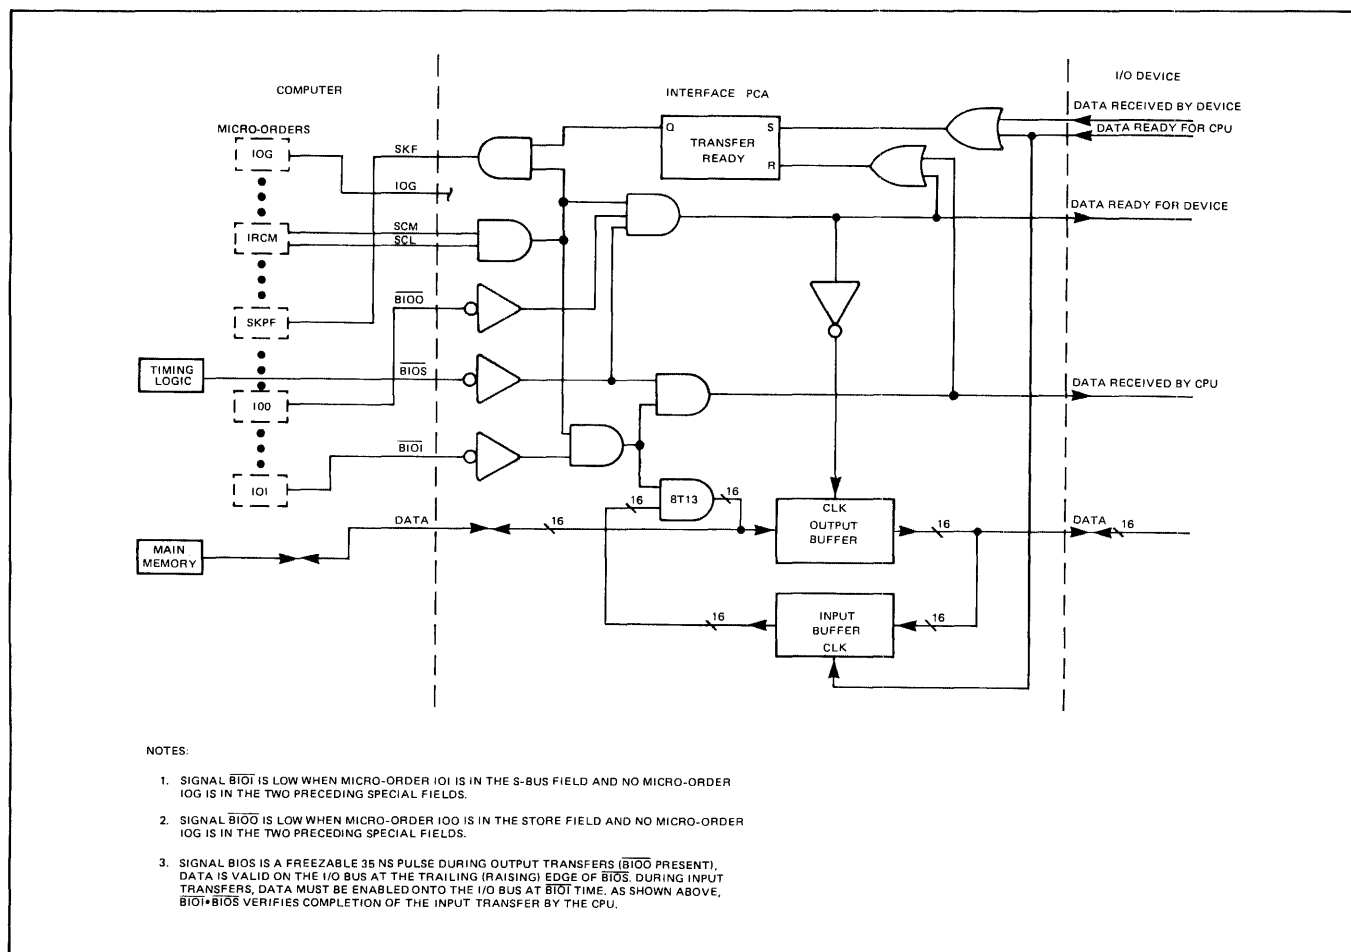 COMPUTER
INTERFACE PCA
I/O DEVICE
MICRO-ORDERS
IOG
IRCM
SKPF
TIMING
LOGIC
I00
IOI
MAIN
MEMORY
SKF
IOG
SCM
SCL
BIOO
BIOS
BIOI
DATA
16
Q
S
TRANSFER
READY
R
DATA RECEIVED BY DEVICE
DATA READY FOR CPU
DATA READY FOR DEVICE
DATA RECEIVED BY CPU
16
8T13
16
CLK
OUTPUT
BUFFER
16
DATA
16
16
INPUT
BUFFER
CLK
16
NOTES:
1. SIGNAL BIOI IS LOW WHEN MICRO-ORDER IOI IS IN THE S-BUS FIELD AND NO MICRO-ORDER
IOG IS IN THE TWO PRECEDING SPECIAL FIELDS.
2. SIGNAL BIOO IS LOW WHEN MICRO-ORDER IOO IS IN THE STORE FIELD AND NO MICRO-ORDER
IOG IS IN THE TWO PRECEDING SPECIAL FIELDS.
3. SIGNAL BIOS IS A FREEZABLE 35 NS PULSE DURING OUTPUT TRANSFERS (BIOO PRESENT),
DATA IS VALID ON THE I/O BUS AT THE TRAILING (RAISING) EDGE OF BIOS. DURING INPUT
TRANSFERS, DATA MUST BE ENABLED ONTO THE I/O BUS AT BIOI TIME. AS SHOWN ABOVE,
BIOI•BIOS VERIFIES COMPLETION OF THE INPUT TRANSFER BY THE CPU.